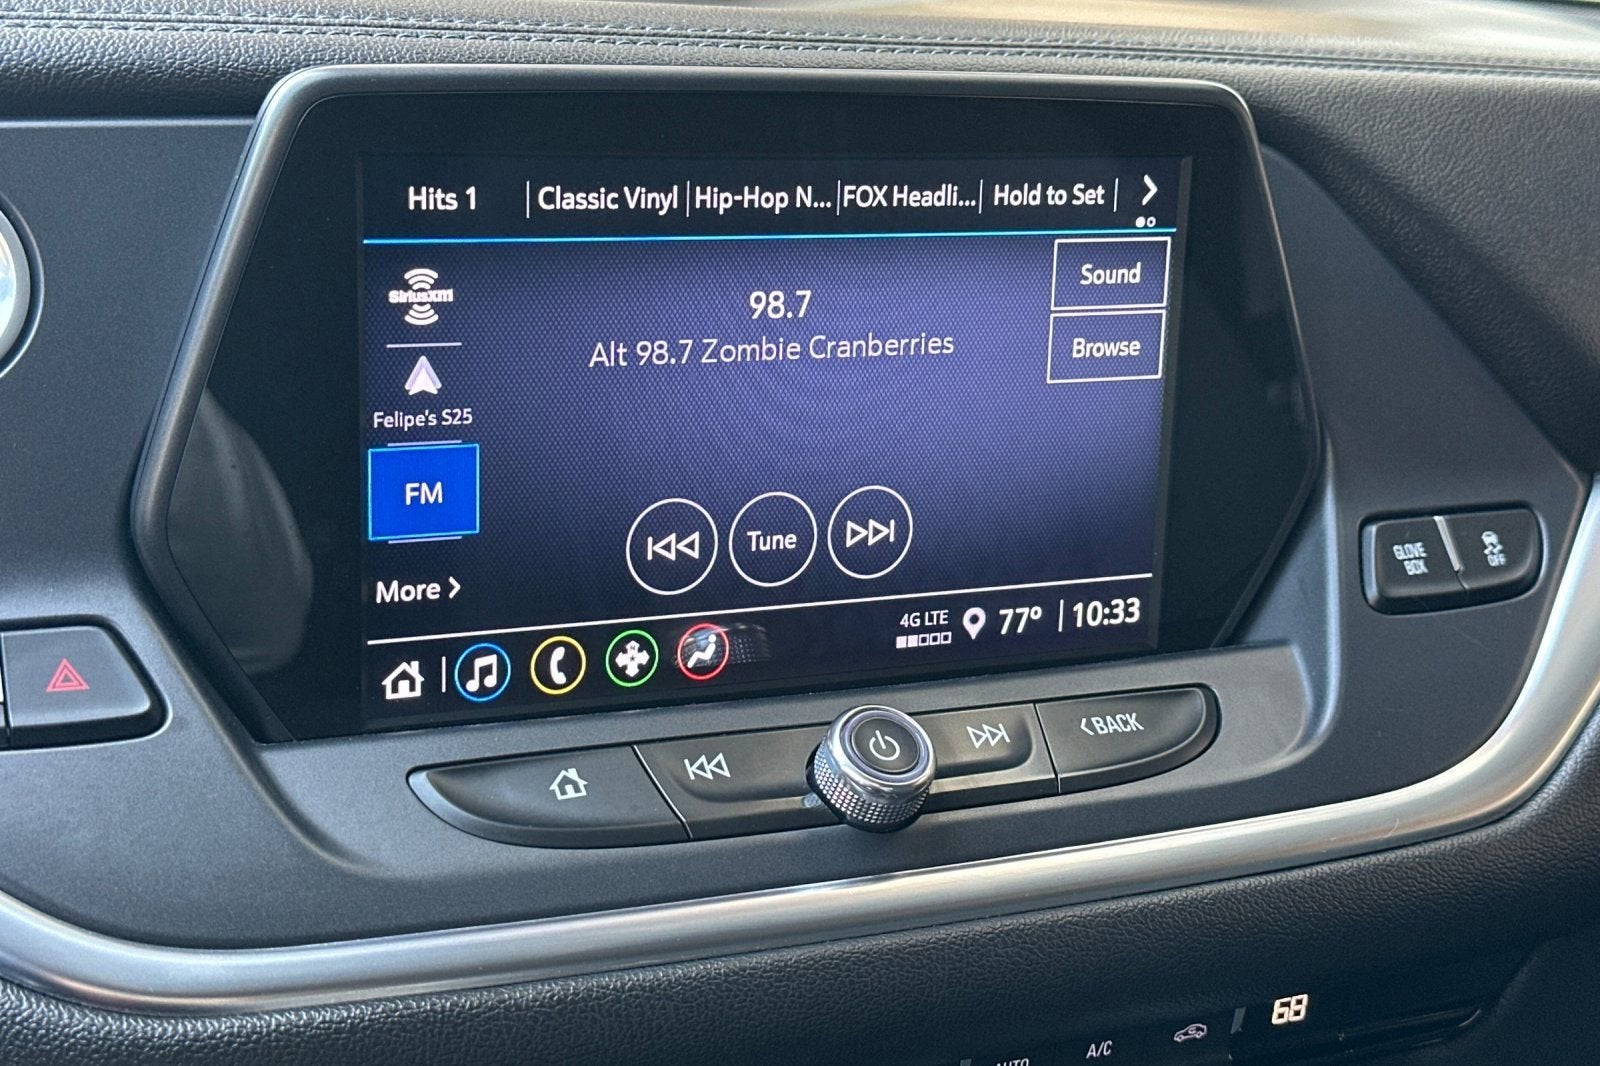 Hits 1 Classic Vinyl Hip-Hop N... FOX Headli... Hold to Set
SiriusXM
Felipe's S25
FM
More
98.7
Alt 98.7 Zombie Cranberries
Sound
Browse
Tune
4G LTE
77° 10:33
BACK
GLOVE
BOX
OFF
68
AUTO
A/C